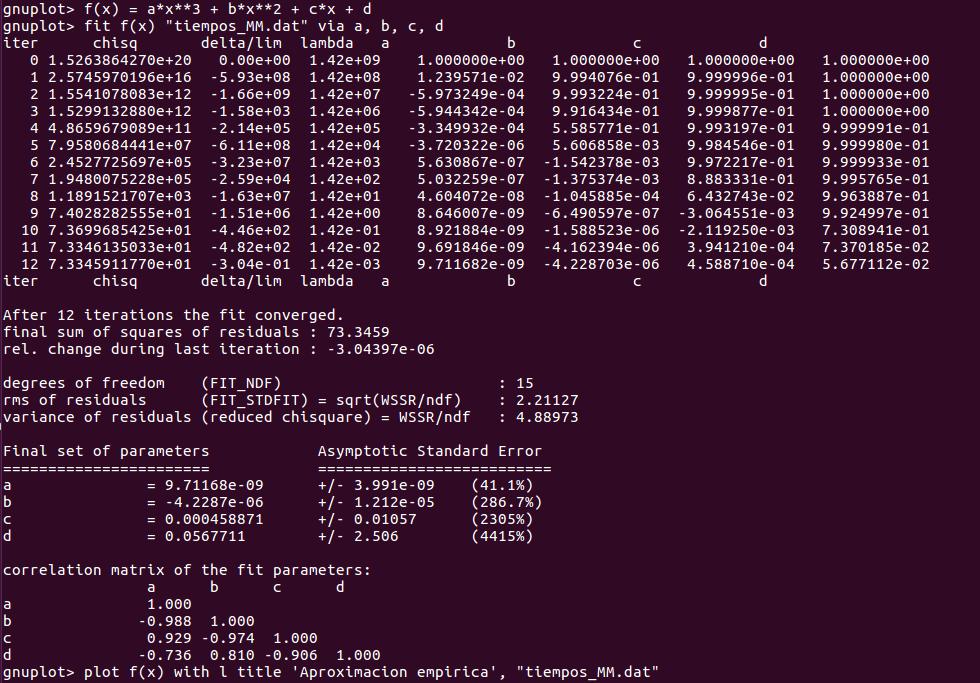 gnuplot> f(x) = a*x**3 + b*x**2 + c*x + d
gnuplot> fit f(x) "tiempos_MM.dat" via a, b, c, d
iter      chisq       delta/lim  lambda   a             b             c             d
   0 1.5263864270e+20   0.00e+00  1.42e+09    1.000000e+00   1.000000e+00   1.000000e+00   1.000000e+00
   1 2.5745970196e+16  -5.93e+08  1.42e+08    1.239571e-02   9.994076e-01   9.999996e-01   1.000000e+00
   2 1.5541078083e+12  -1.66e+09  1.42e+07   -5.973249e-04   9.993224e-01   9.999995e-01   1.000000e+00
   3 1.5299132880e+12  -1.58e+03  1.42e+06   -5.944342e-04   9.916434e-01   9.999877e-01   1.000000e+00
   4 4.8659679089e+11  -2.14e+05  1.42e+05   -3.349932e-04   5.585771e-01   9.993197e-01   9.999991e-01
   5 7.9580684441e+07  -6.11e+08  1.42e+04   -3.720322e-06   5.606858e-03   9.984546e-01   9.999980e-01
   6 2.4527725697e+05  -3.23e+07  1.42e+03    5.630867e-07  -1.542378e-03   9.972217e-01   9.999933e-01
   7 1.9480075228e+05  -2.59e+04  1.42e+02    5.032259e-07  -1.375374e-03   8.883331e-01   9.995765e-01
   8 1.1891521707e+03  -1.63e+07  1.42e+01    4.604072e-08  -1.045885e-04   6.432743e-02   9.963887e-01
   9 7.4028282555e+01  -1.51e+06  1.42e+00    8.646007e-09  -6.490597e-07  -3.064551e-03   9.924997e-01
  10 7.3699685425e+01  -4.46e+02  1.42e-01    8.921884e-09  -1.588523e-06  -2.119250e-03   7.308941e-01
  11 7.3346135033e+01  -4.82e+02  1.42e-02    9.691846e-09  -4.162394e-06   3.941210e-04   7.370185e-02
  12 7.3345911770e+01  -3.04e-01  1.42e-03    9.711682e-09  -4.228703e-06   4.588710e-04   5.677112e-02
iter      chisq       delta/lim  lambda   a             b             c             d
After 12 iterations the fit converged.
final sum of squares of residuals : 73.3459
rel. change during last iteration : -3.04397e-06
degrees of freedom    (FIT_NDF)                        : 15
rms of residuals      (FIT_STDFIT) = sqrt(WSSR/ndf)    : 2.21127
variance of residuals (reduced chisquare) = WSSR/ndf   : 4.88973
Final set of parameters            Asymptotic Standard Error
=======================            ==========================
a               = 9.71168e-09      +/- 3.991e-09    (41.1%)
b               = -4.2287e-06      +/- 1.212e-05    (286.7%)
c               = 0.000458871      +/- 0.01057      (2305%)
d               = 0.0567711        +/- 2.506        (4415%)
correlation matrix of the fit parameters:
                a      b      c      d
a               1.000
b              -0.988  1.000
c               0.929 -0.974  1.000
d              -0.736  0.810 -0.906  1.000
gnuplot> plot f(x) with l title 'Aproximacion empirica', "tiempos_MM.dat"